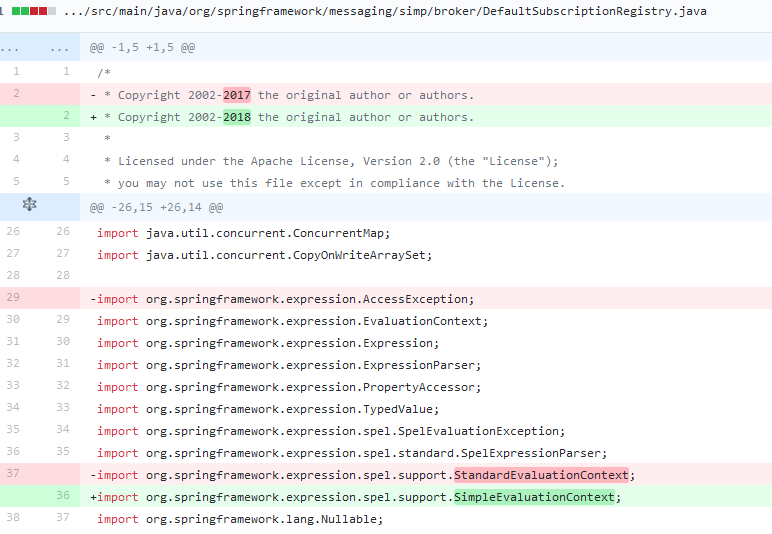 1 .../src/main/java/org/springframework/messaging/simp/broker/DefaultSubscriptionRegistry.java
... ... @@ -1,5 +1,5 @@
1 1 /*
2 - * Copyright 2002-2017 the original author or authors.
2 + * Copyright 2002-2018 the original author or authors.
3 3 *
4 4 * Licensed under the Apache License, Version 2.0 (the "License");
5 5 * you may not use this file except in compliance with the License.
@@ -26,15 +26,14 @@
26 26 import java.util.concurrent.ConcurrentMap;
27 27 import java.util.concurrent.CopyOnWriteArraySet;
28 28
29 -import org.springframework.expression.AccessException;
30 29 import org.springframework.expression.EvaluationContext;
31 30 import org.springframework.expression.Expression;
32 31 import org.springframework.expression.ExpressionParser;
33 32 import org.springframework.expression.PropertyAccessor;
34 33 import org.springframework.expression.TypedValue;
35 34 import org.springframework.expression.spel.SpelEvaluationException;
36 35 import org.springframework.expression.spel.standard.SpelExpressionParser;
37 -import org.springframework.expression.spel.support.StandardEvaluationContext;
36 +import org.springframework.expression.spel.support.SimpleEvaluationContext;
38 37 import org.springframework.lang.Nullable;